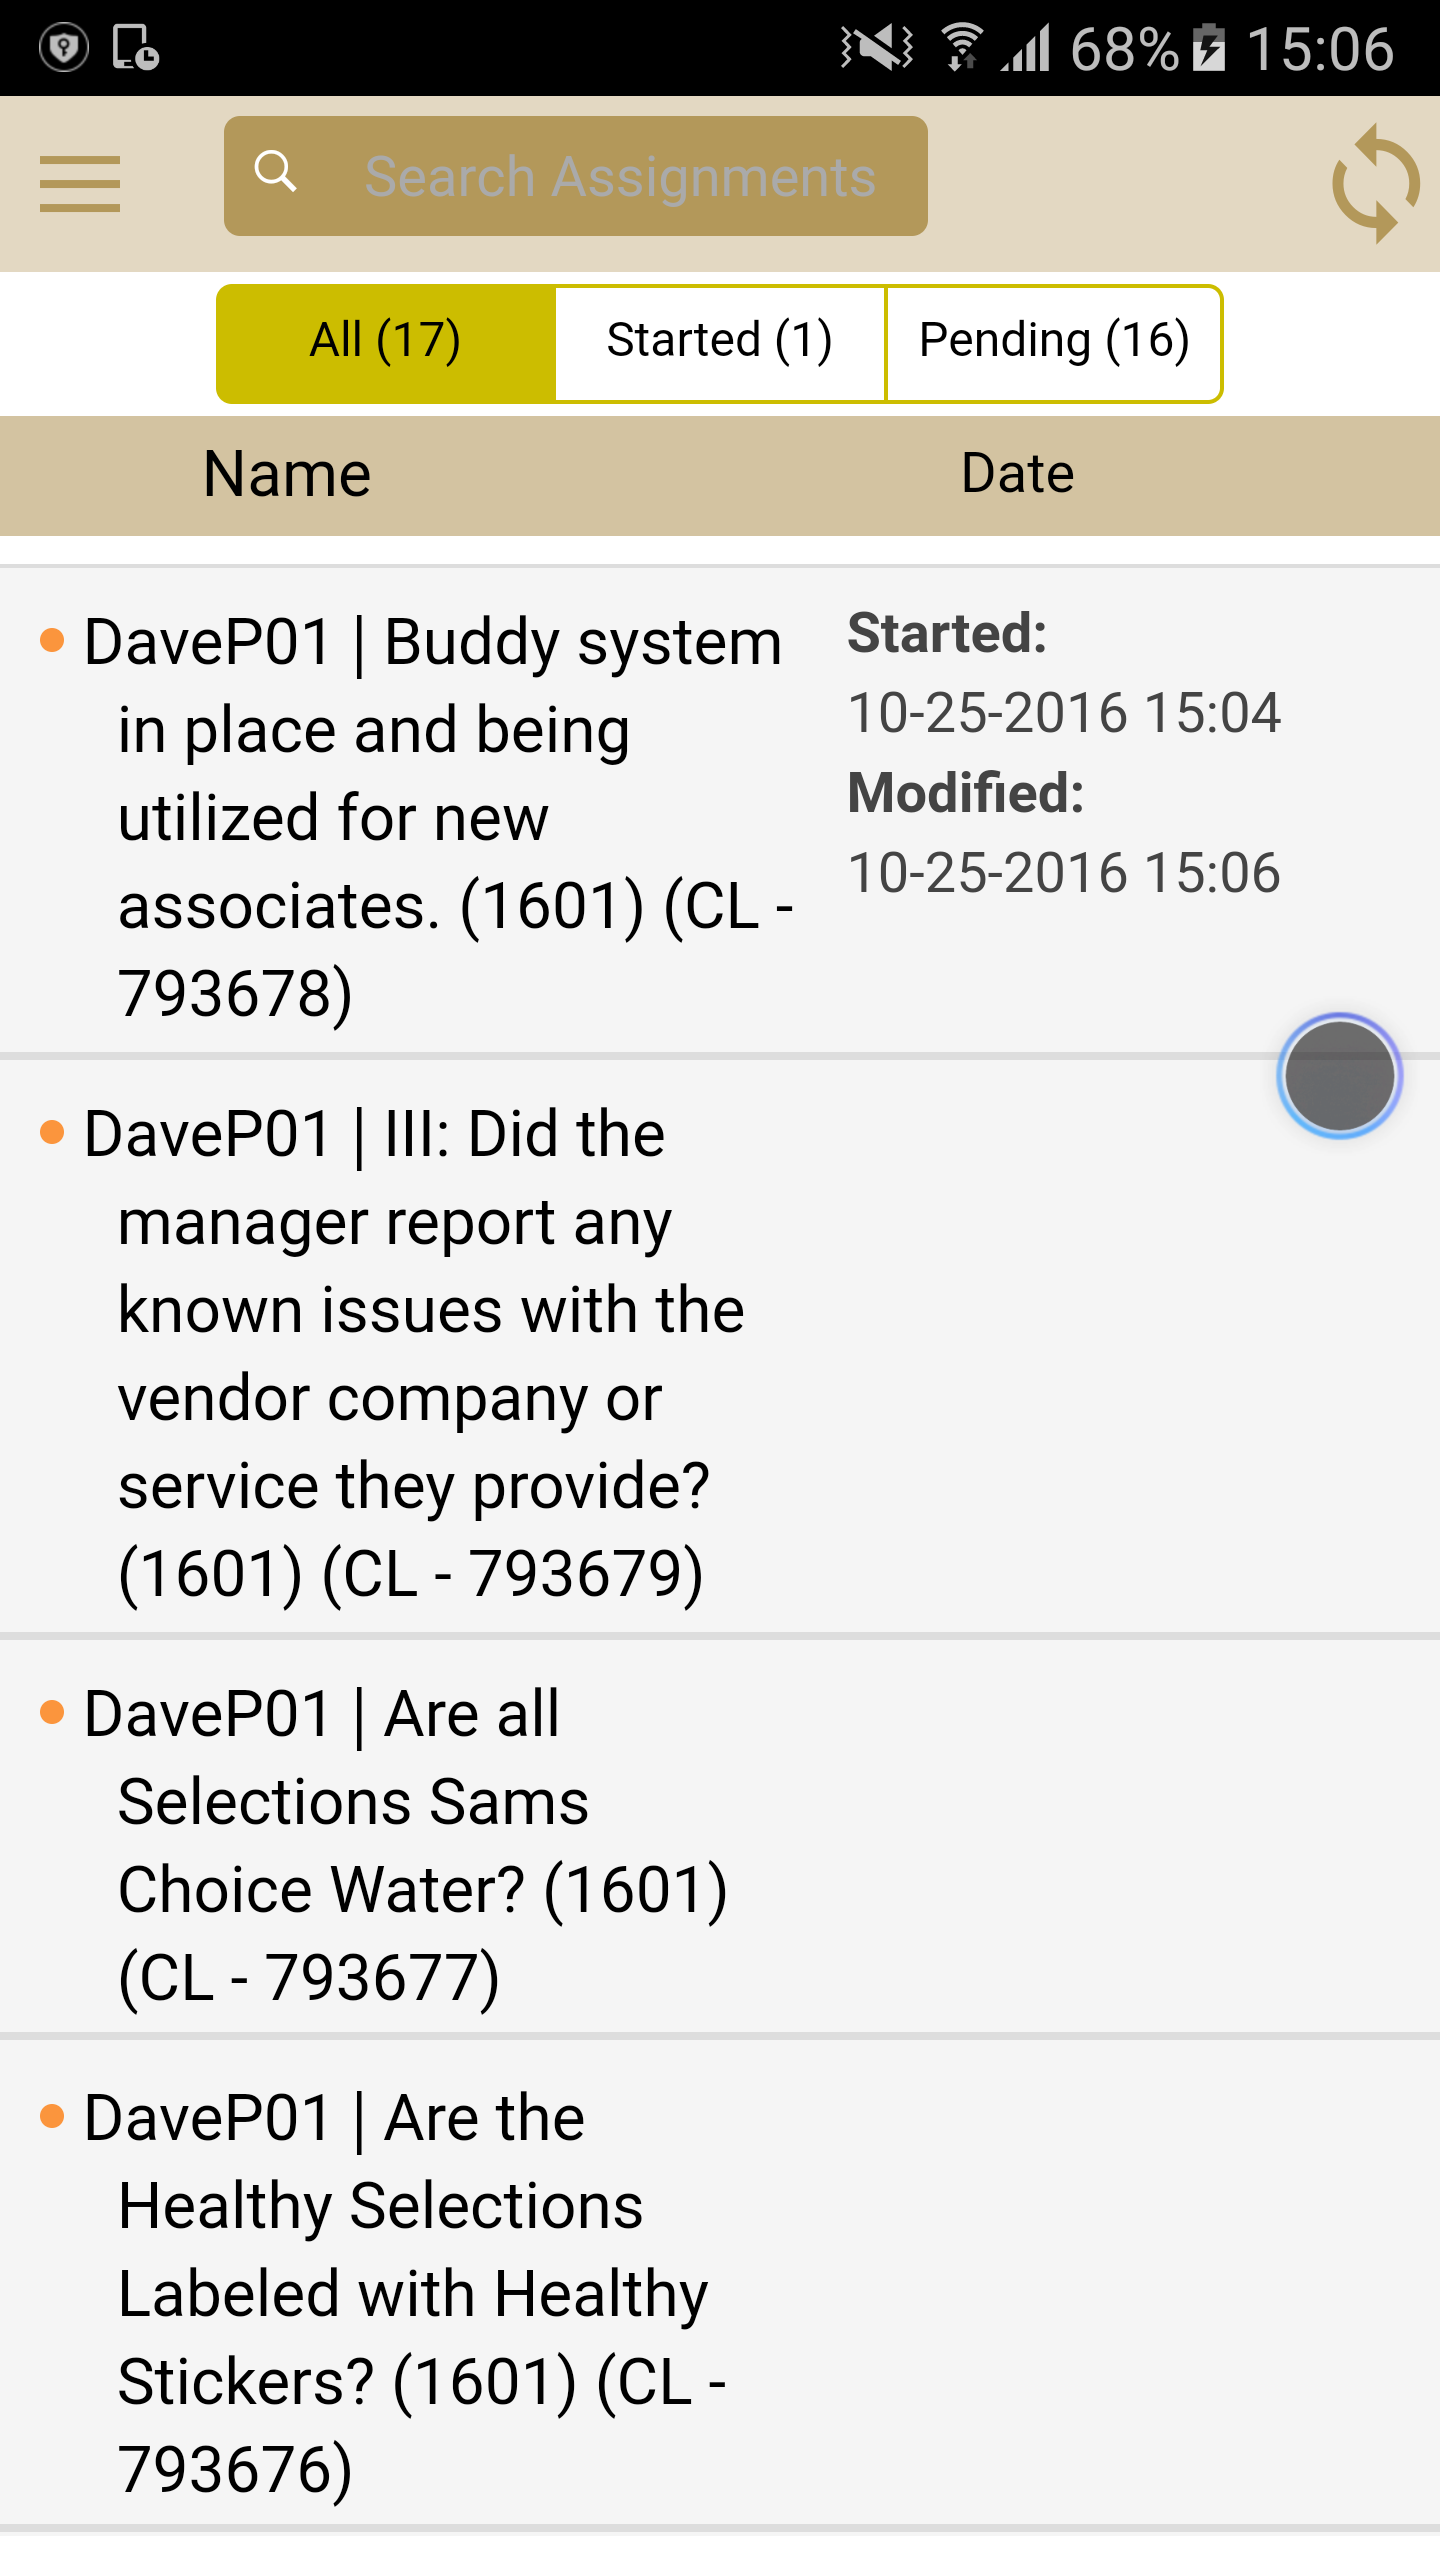 68% 15:06
Search Assignments
All (17) Started (1) Pending (16)
Name Date
DaveP01 | Buddy system
in place and being
utilized for new
associates. (1601) (CL -
793678)
Started:
10-25-2016 15:04
Modified:
10-25-2016 15:06
DaveP01 | III: Did the
manager report any
known issues with the
vendor company or
service they provide?
(1601) (CL - 793679)
DaveP01 | Are all
Selections Sams
Choice Water? (1601)
(CL - 793677)
DaveP01 | Are the
Healthy Selections
Labeled with Healthy
Stickers? (1601) (CL -
793676)